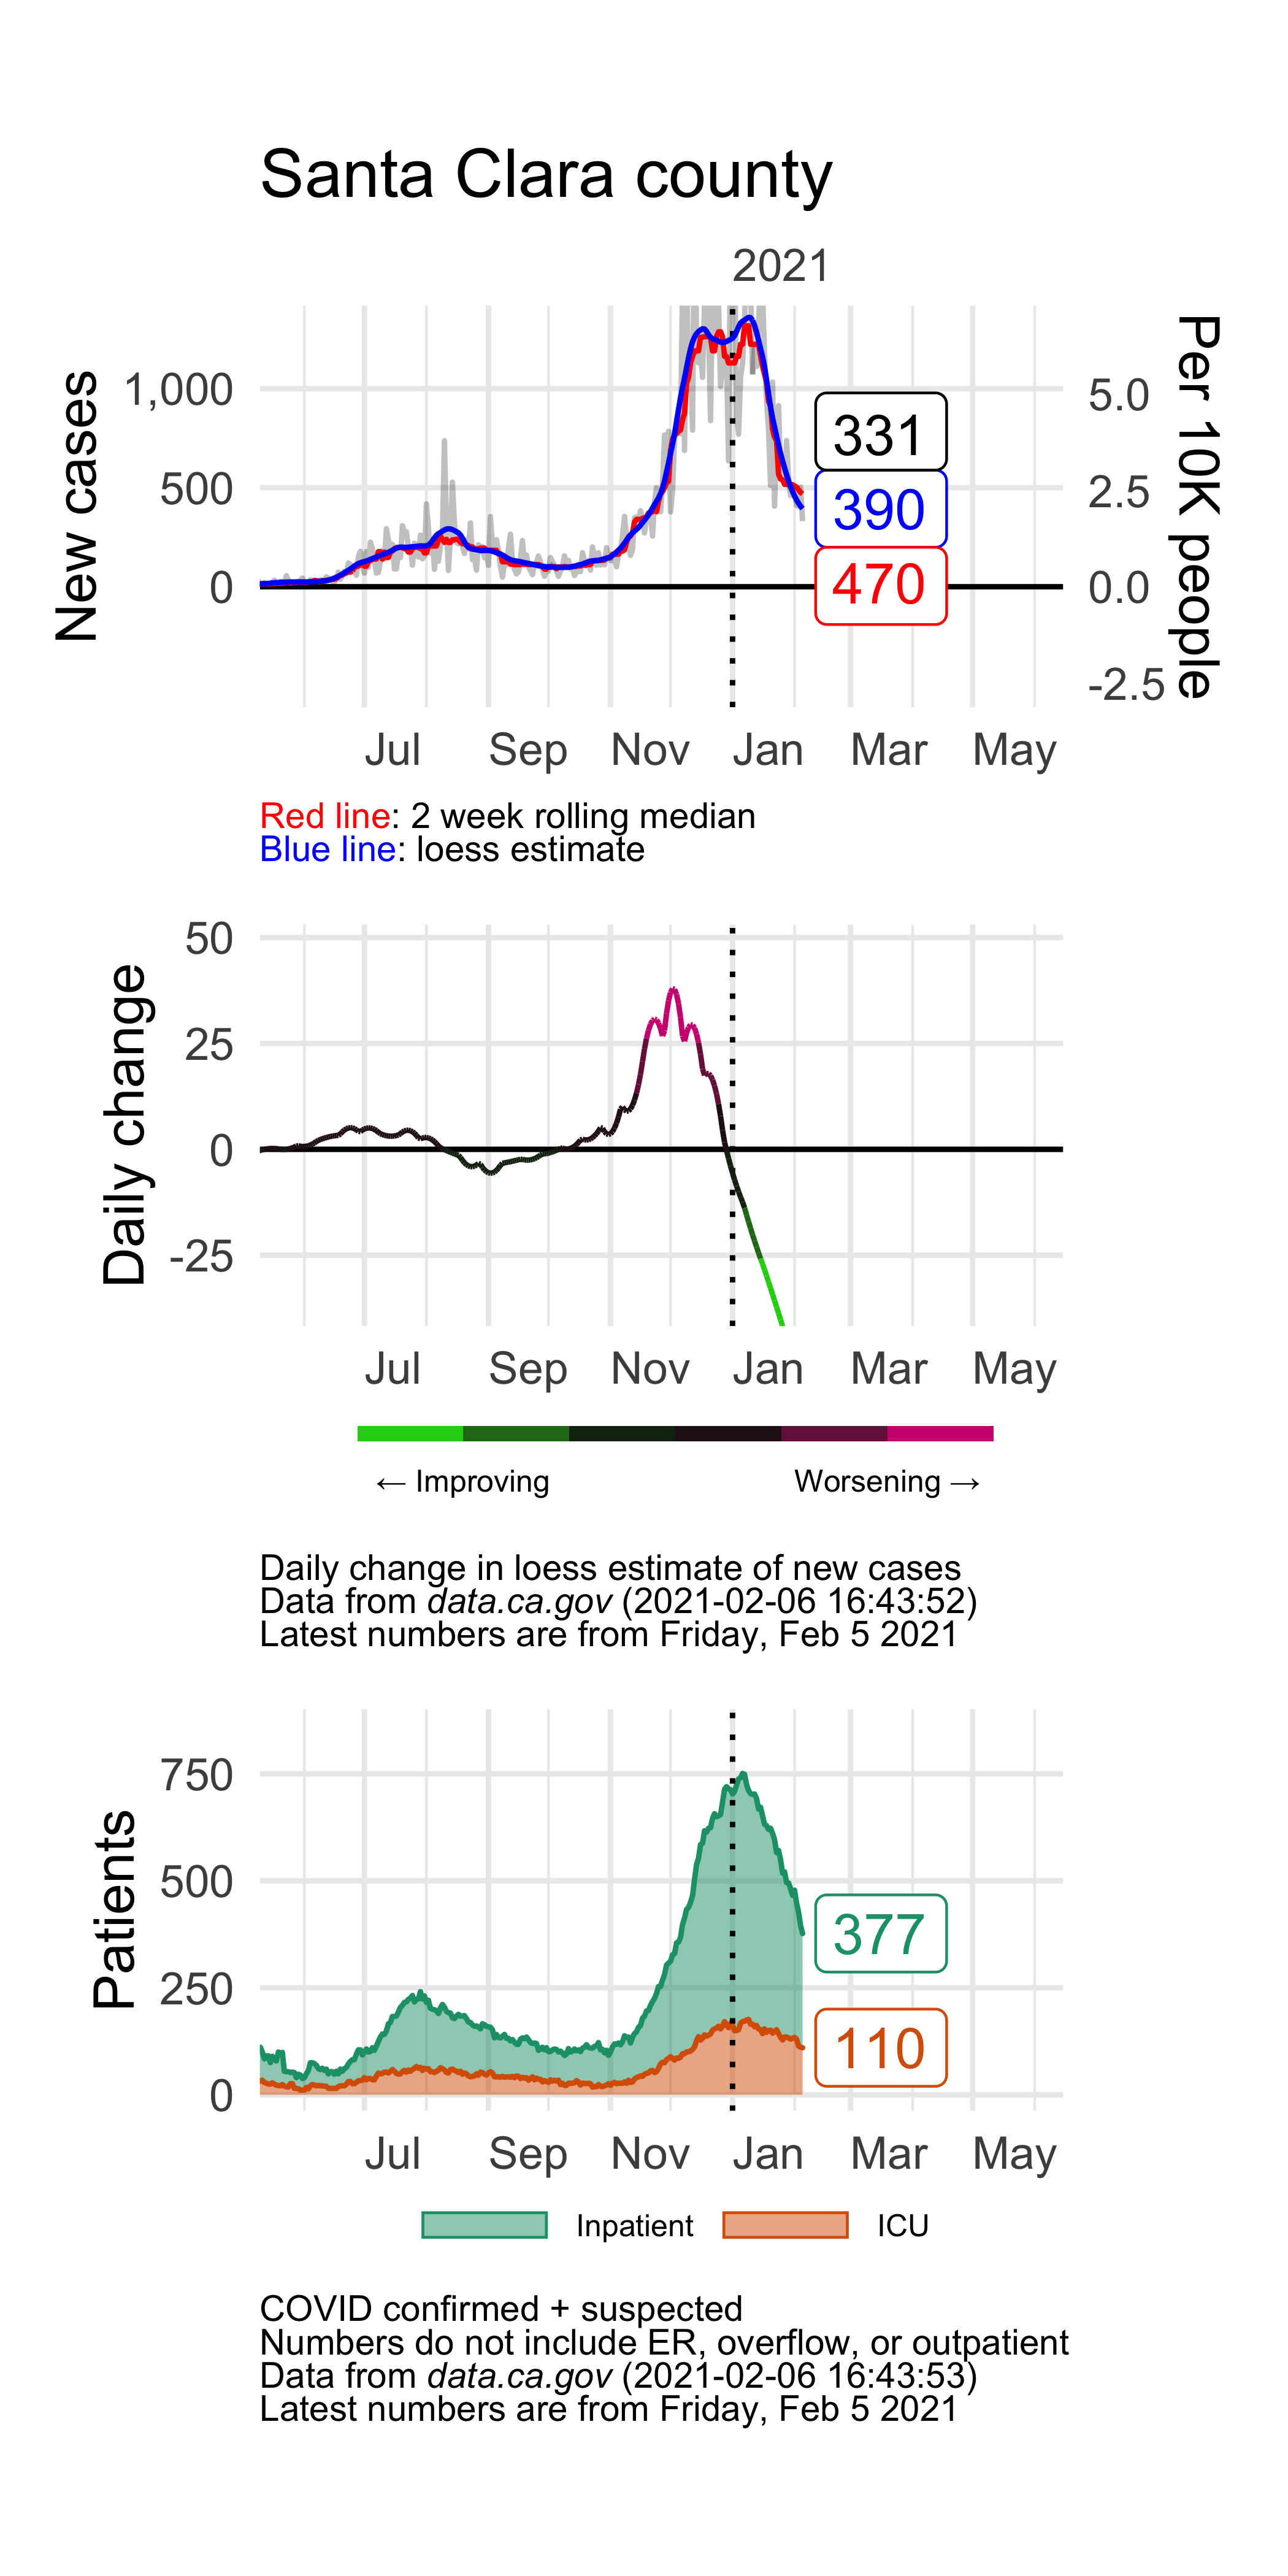 Santa Clara county
2021
New cases
1,000
500
0
5.0
2.5
0.0
-2.5
Per 10K people
331
390
470
Jul Sep Nov Jan Mar May
Red line: 2 week rolling median
Blue line: loess estimate
Daily change
50
25
0
-25
Jul Sep Nov Jan Mar May
← Improving Worsening →
Daily change in loess estimate of new cases
Data from data.ca.gov (2021-02-06 16:43:52)
Latest numbers are from Friday, Feb 5 2021
Patients
750
500
250
0
377
110
Jul Sep Nov Jan Mar May
Inpatient ICU
COVID confirmed + suspected
Numbers do not include ER, overflow, or outpatient
Data from data.ca.gov (2021-02-06 16:43:53)
Latest numbers are from Friday, Feb 5 2021